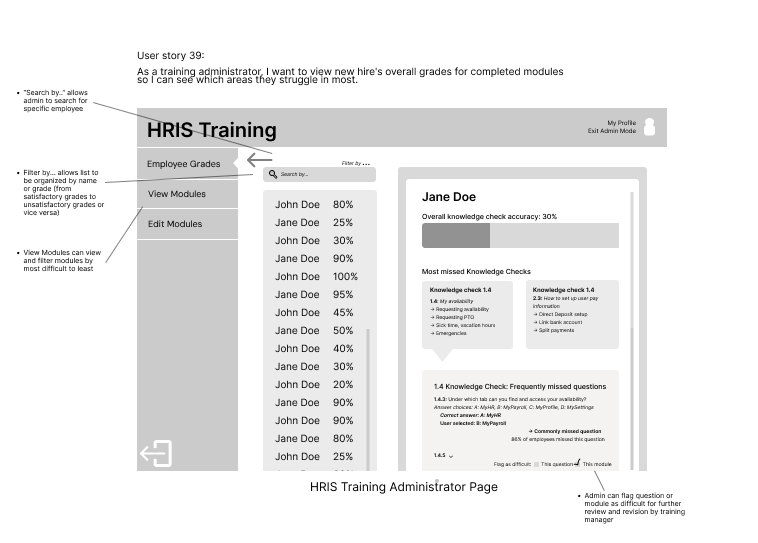 User story 39:
As a training administrator, I want to view new hire's overall grades for completed modules
so I can see which areas they struggle in most.
• "Search by.." allows
admin to search for
specific employee
• Filter by... allows list to
be organized by name
or grade (from
satisfactory grades to
unsatisfactory grades or
vice versa)
• View Modules can view
and filter modules by
most difficult to least
HRIS Training
My Profile
Exit Admin Mode
Employee Grades
View Modules
Edit Modules
Filter by ...
Search by...
John Doe 80%
Jane Doe 25%
John Doe 30%
Jane Doe 90%
John Doe 100%
Jane Doe 95%
John Doe 45%
Jane Doe 50%
John Doe 40%
Jane Doe 30%
John Doe 20%
Jane Doe 90%
John Doe 90%
Jane Doe 80%
John Doe 25%
Jane Doe
Overall knowledge check accuracy: 30%
Most missed Knowledge Checks
Knowledge check 1.4
1.4: My availability
→ Requesting availability
→ Requesting PTO
→ Sick time, vacation hours
→ Emergencies
Knowledge check 1.4
2.3: How to set up user pay
information
→ Direct Deposit setup
→ Link bank account
→ Split payments
1.4 Knowledge Check: Frequently missed questions
1.4.3: Under which tab can you find and access your availability?
Answer choices: A: MyHR, B: MyPayroll, C: MyProfile, D: MySettings
Correct answer: A: MyHR
User selected: B: MyPayroll
→ Commonly missed question
86% of employees missed this question
1.4.5
Flag as difficult: This question This module
HRIS Training Administrator Page
• Admin can flag question or
module as difficult for further
review and revision by training
manager